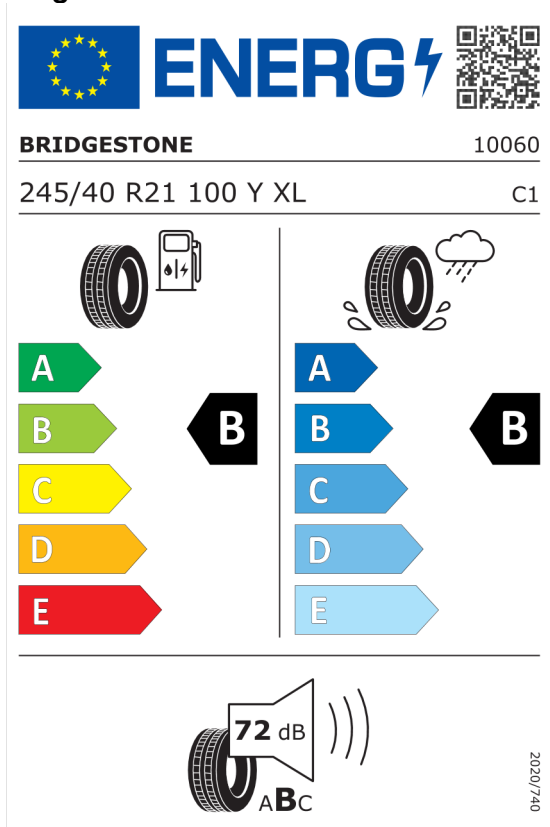 ENERG
BRIDGESTONE 10060
245/40 R21 100 Y XL C1
A A
B B B B
C C
D D
E E
72 dB
ABC
2020/740